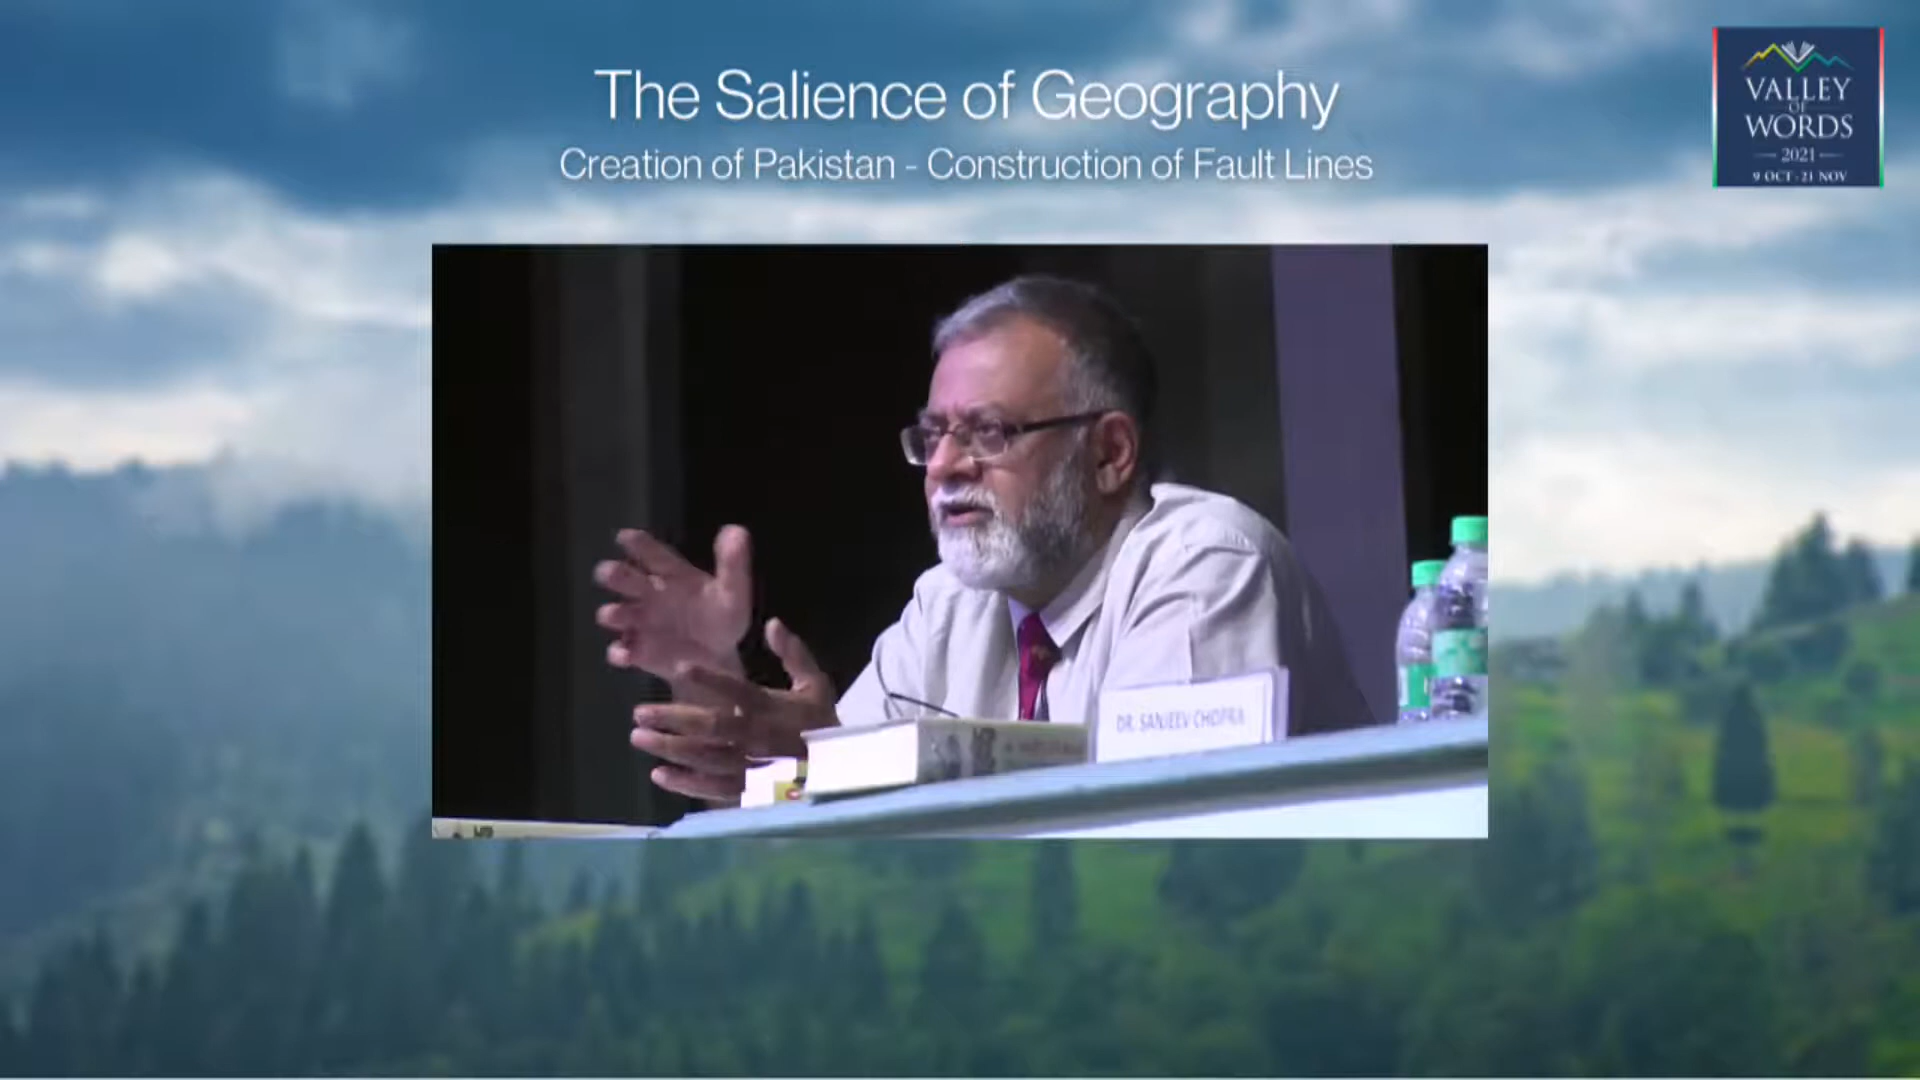 The Salience of Geography
Creation of Pakistan - Construction of Fault Lines
VALLEY
OF
WORDS
2021
9 OCT - 21 NOV
DR. SANJEEV CHOPRA